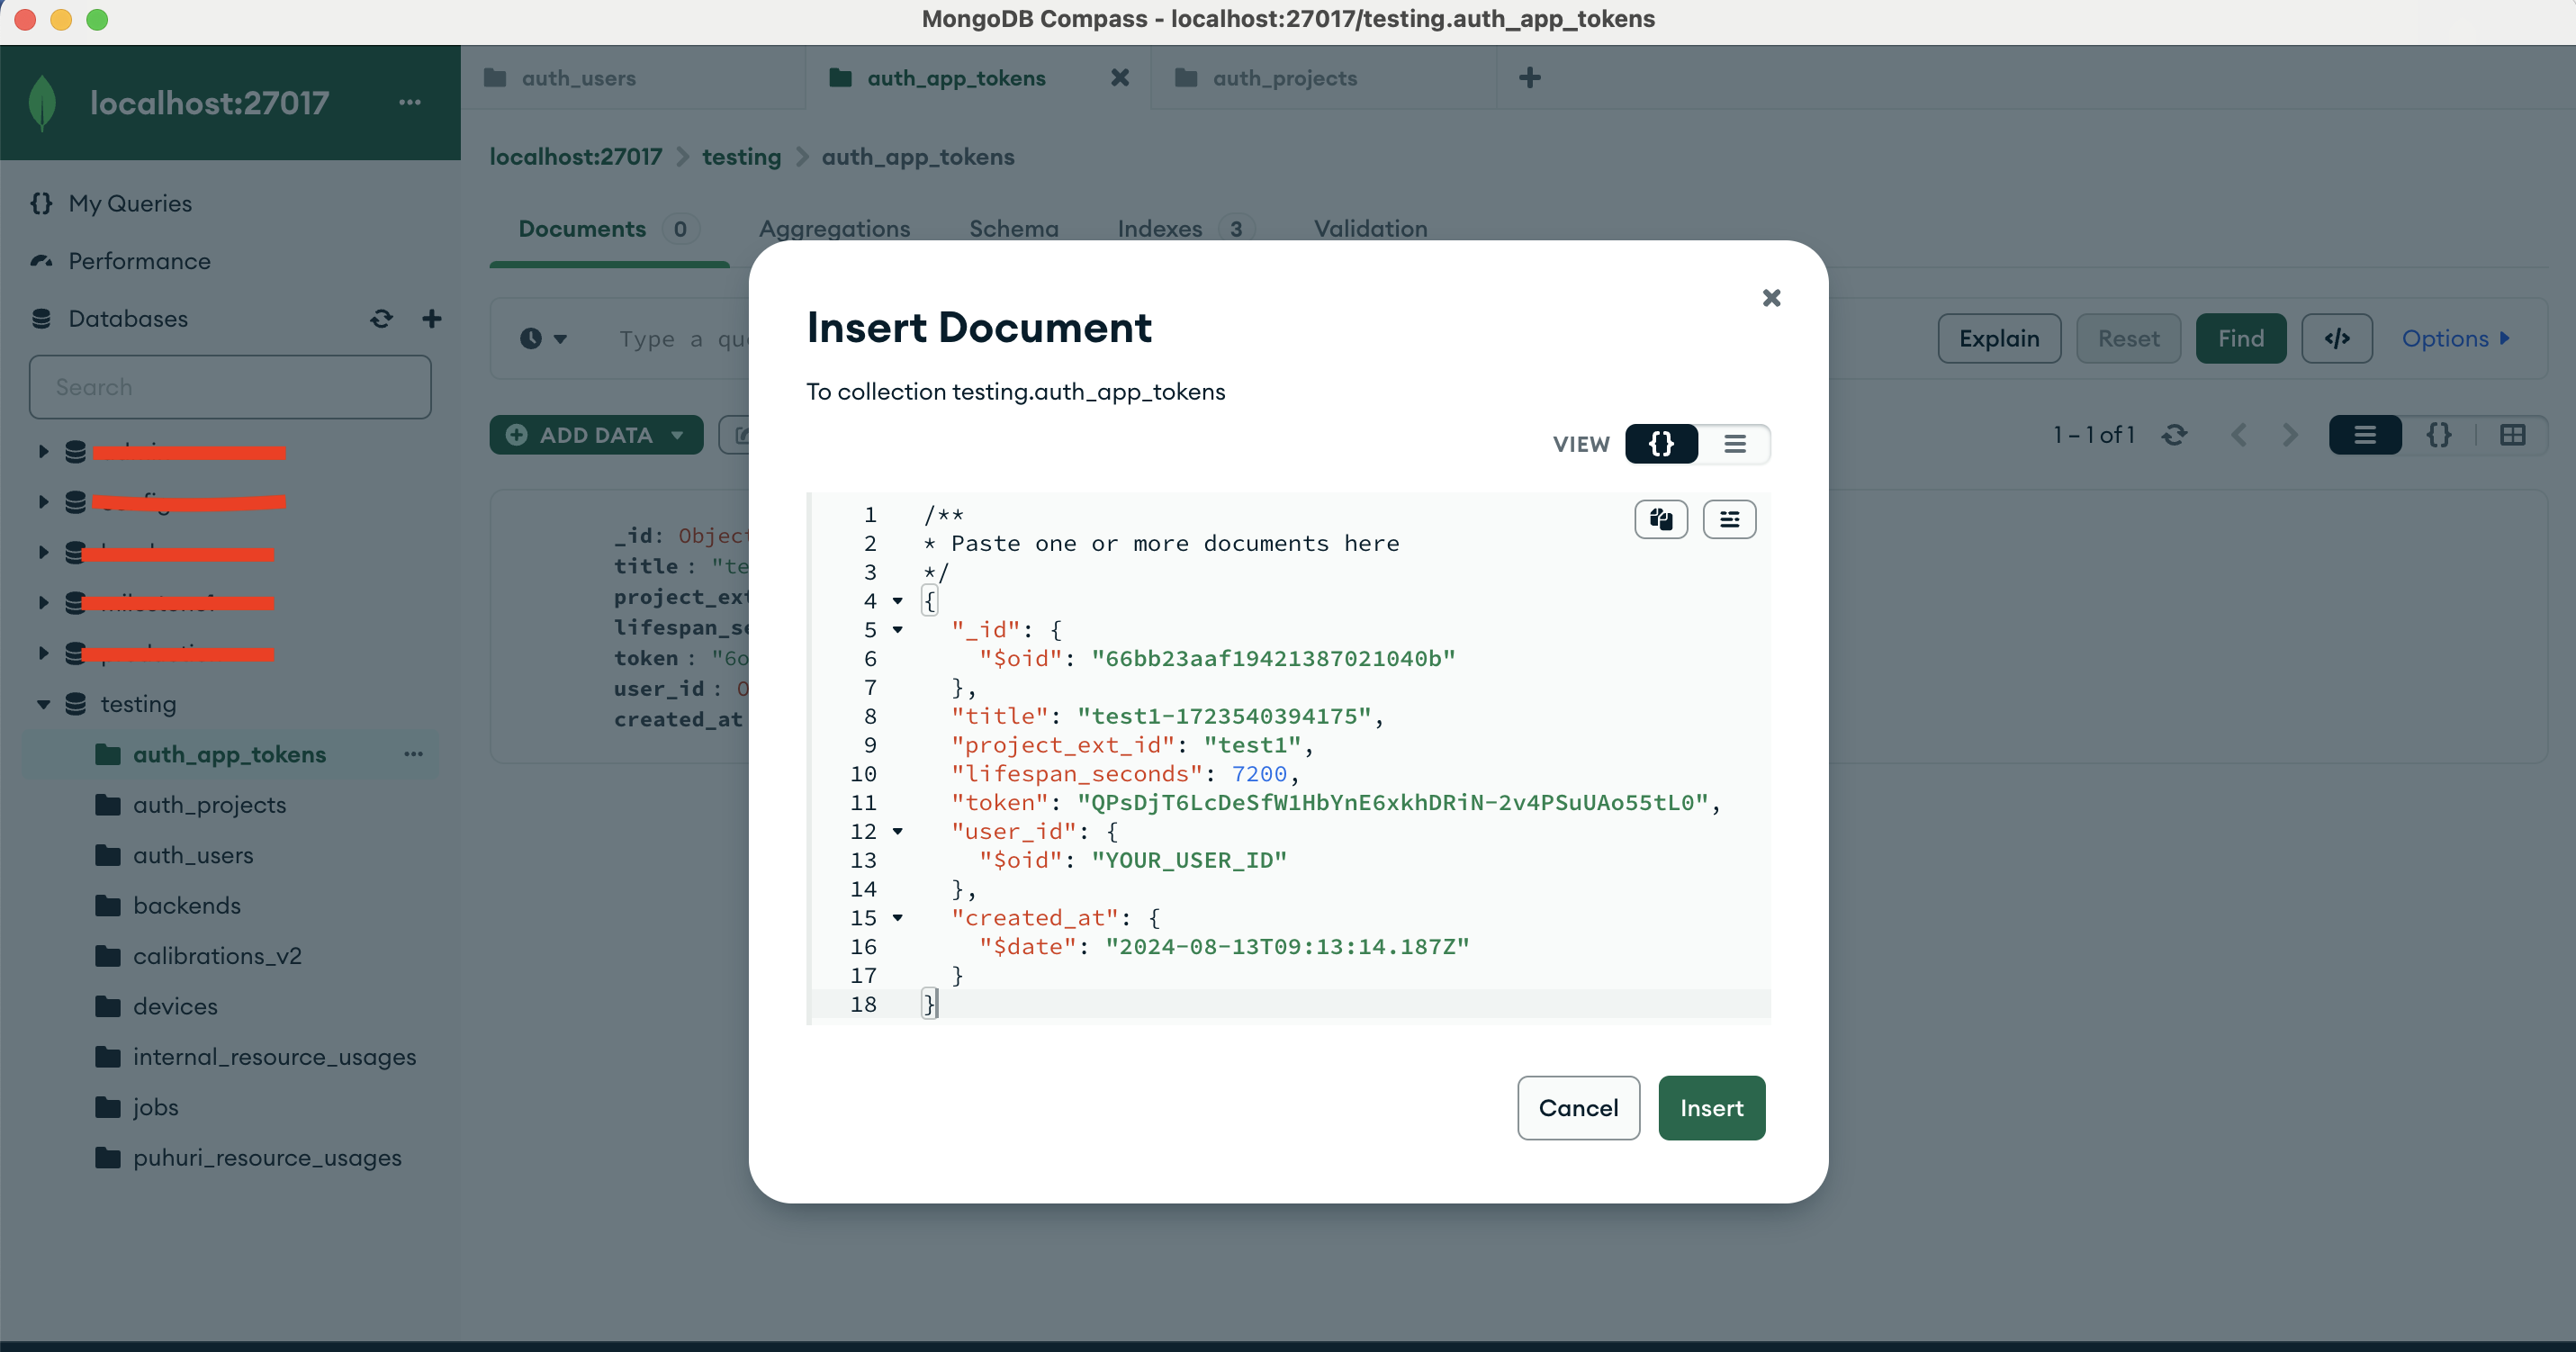 MongoDB Compass - localhost:27017/testing.auth_app_tokens
localhost:27017
auth_users
auth_app_tokens
auth_projects
localhost:27017 > testing > auth_app_tokens
My Queries
Performance
Databases
Search
testing
auth_app_tokens
auth_projects
auth_users
backends
calibrations_v2
devices
internal_resource_usages
jobs
puhuri_resource_usages
Documents 0
Aggregations
Schema
Indexes 3
Validation
Type a qu
Explain
Reset
Find
</>
Options
ADD DATA
1 – 1 of 1
{}
_id: Object
title : "te
project_ext
lifespan_se
token : "6o
user_id : O
created_at
Insert Document
To collection testing.auth_app_tokens
VIEW {}
1 /**
2 * Paste one or more documents here
3 */
4 {
5 "_id": {
6 "$oid": "66bb23aaf19421387021040b"
7 },
8 "title": "test1-1723540394175",
9 "project_ext_id": "test1",
10 "lifespan_seconds": 7200,
11 "token": "QPsDjT6LcDeSfW1HbYnE6xkhDRiN-2v4PSuUAo55tL0",
12 "user_id": {
13 "$oid": "YOUR_USER_ID"
14 },
15 "created_at": {
16 "$date": "2024-08-13T09:13:14.187Z"
17 }
18 }
Cancel
Insert